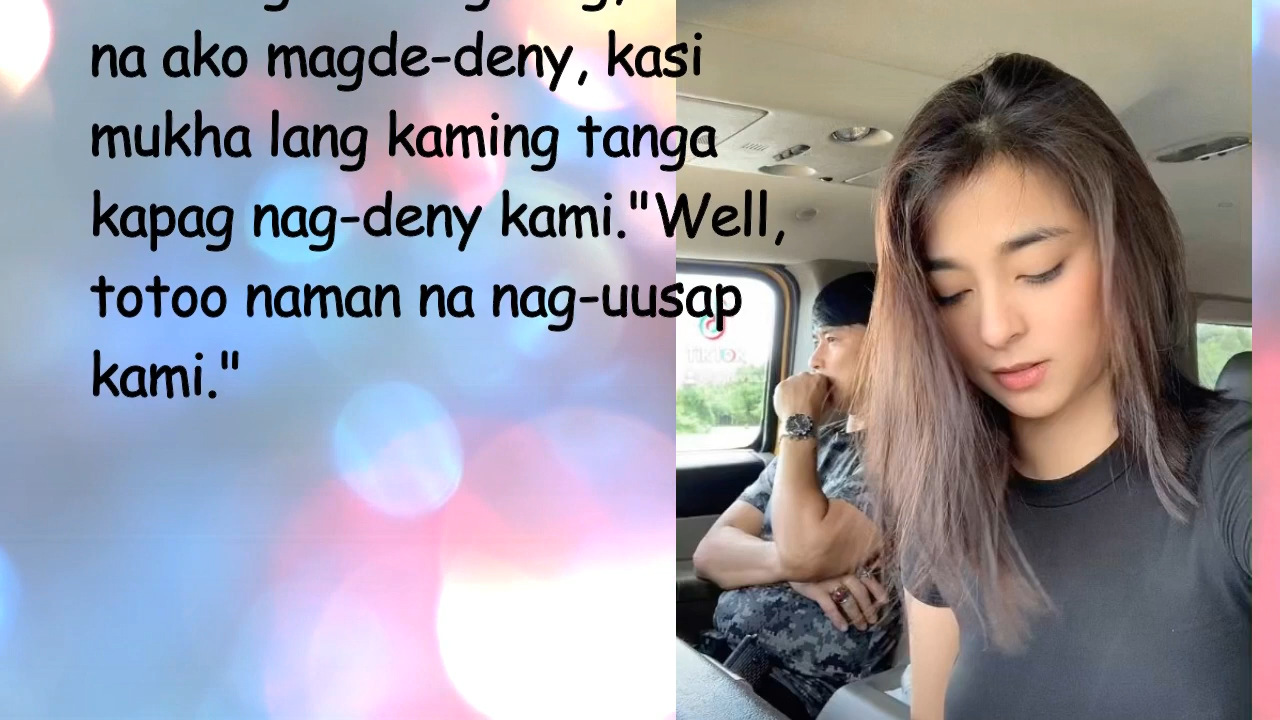 na ako magde-deny, kasi
mukha lang kaming tanga
kapag nag-deny kami."Well,
totoo naman na nag-uusap
kami."
TIKTOK